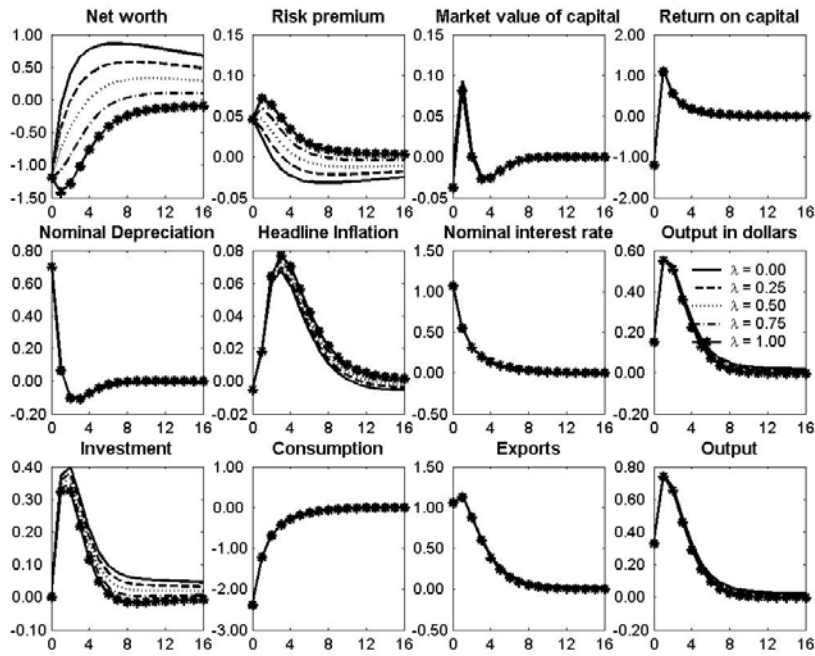 Net worth
1.00
0.50
0.00
-0.50
-1.00
-1.50
0 4 8 12 16
Risk premium
0.15
0.10
0.05
0.00
0.05
0 4 8 12 16
Market value of capital
0.10
0.05
0.00
0.05
0 4 8 12 16
Return on capital
2.00
1.00
0.00
-1.00
-2.00
0 4 8 12 16
Nominal Depreciation
0.80
0.60
0.40
0.20
0.00
-0.20
0 4 8 12 16
Headline Inflation
0.08
0.06
0.04
0.02
0.00
0.02
0 4 8 12 16
Nominal interest rate
1.50
1.00
0.50
0.00
-0.50
0 4 8 12 16
Output in dollars
0.60
0.40
0.20
0.00
-0.20
0 4 8 12 16
λ = 0.00
λ = 0.25
λ = 0.50
λ = 0.75
λ = 1.00
Investment
0.40
0.30
0.20
0.10
0.00
-0.10
0 4 8 12 16
Consumption
1.00
0.00
-1.00
-2.00
-3.00
0 4 8 12 16
Exports
1.50
1.00
0.50
0.00
-0.50
0 4 8 12 16
Output
0.80
0.60
0.40
0.20
0.00
0.20
0 4 8 12 16